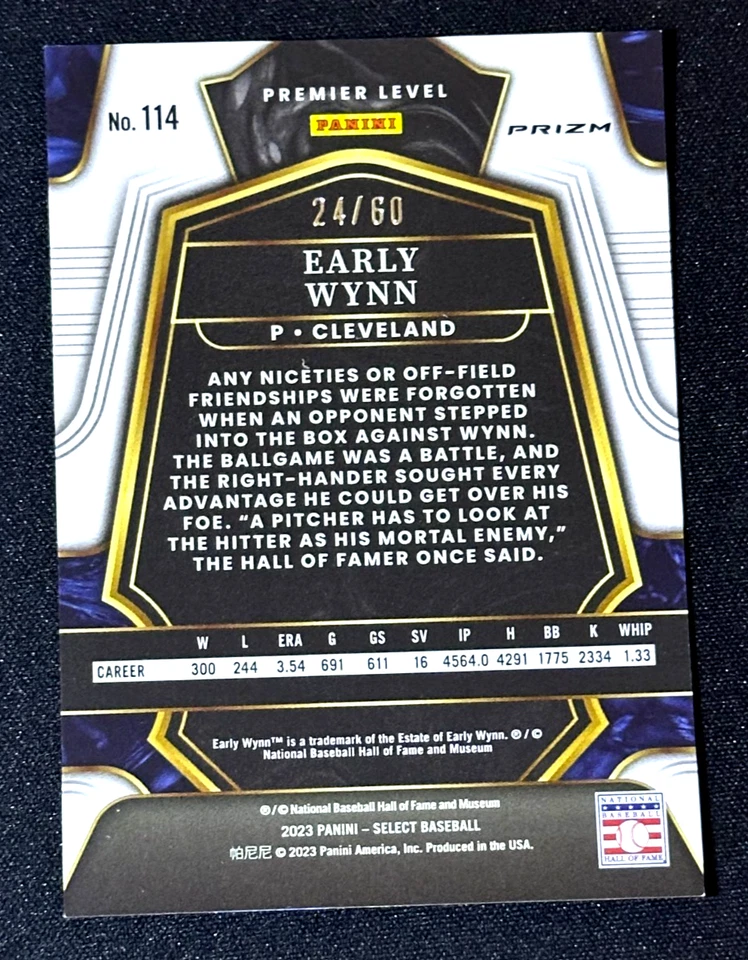 PREMIER LEVEL
No. 114
PANINI
PRIZM
24/60
EARLY
WYNN
P • CLEVELAND
ANY NICETIES OR OFF-FIELD
FRIENDSHIPS WERE FORGOTTEN
WHEN AN OPPONENT STEPPED
INTO THE BOX AGAINST WYNN.
THE BALLGAME WAS A BATTLE, AND
THE RIGHT-HANDER SOUGHT EVERY
ADVANTAGE HE COULD GET OVER HIS
FOE. “A PITCHER HAS TO LOOK AT
THE HITTER AS HIS MORTAL ENEMY,”
THE HALL OF FAMER ONCE SAID.
W L ERA G GS SV IP H BB K WHIP
CAREER 300 244 3.54 691 611 16 4564.0 4291 1775 2334 1.33
Early Wynn™ is a trademark of the Estate of Early Wynn. ® / ©
National Baseball Hall of Fame and Museum
® / © National Baseball Hall of Fame and Museum
2023 PANINI – SELECT BASEBALL
帕尼尼 © 2023 Panini America, Inc. Produced in the USA.
NATIONAL
BASEBALL
HALL OF FAME